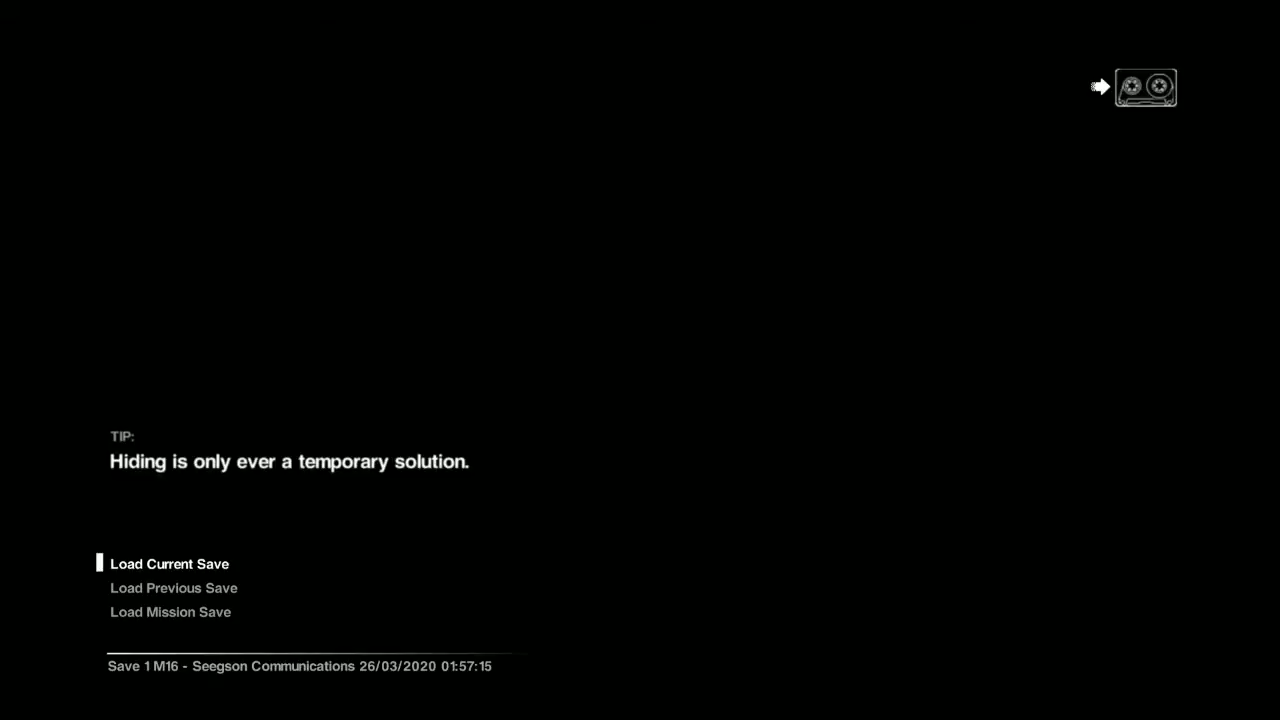 TIP:
Hiding is only ever a temporary solution.
Load Current Save
Load Previous Save
Load Mission Save
Save 1 M16 - Seegson Communications 26/03/2020 01:57:15